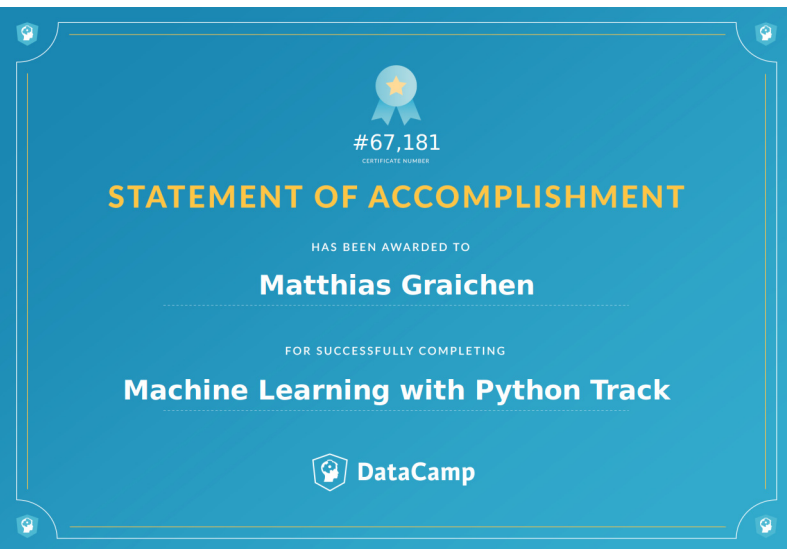 #67,181
CERTIFICATE NUMBER
STATEMENT OF ACCOMPLISHMENT
HAS BEEN AWARDED TO
Matthias Graichen
FOR SUCCESSFULLY COMPLETING
Machine Learning with Python Track
DataCamp